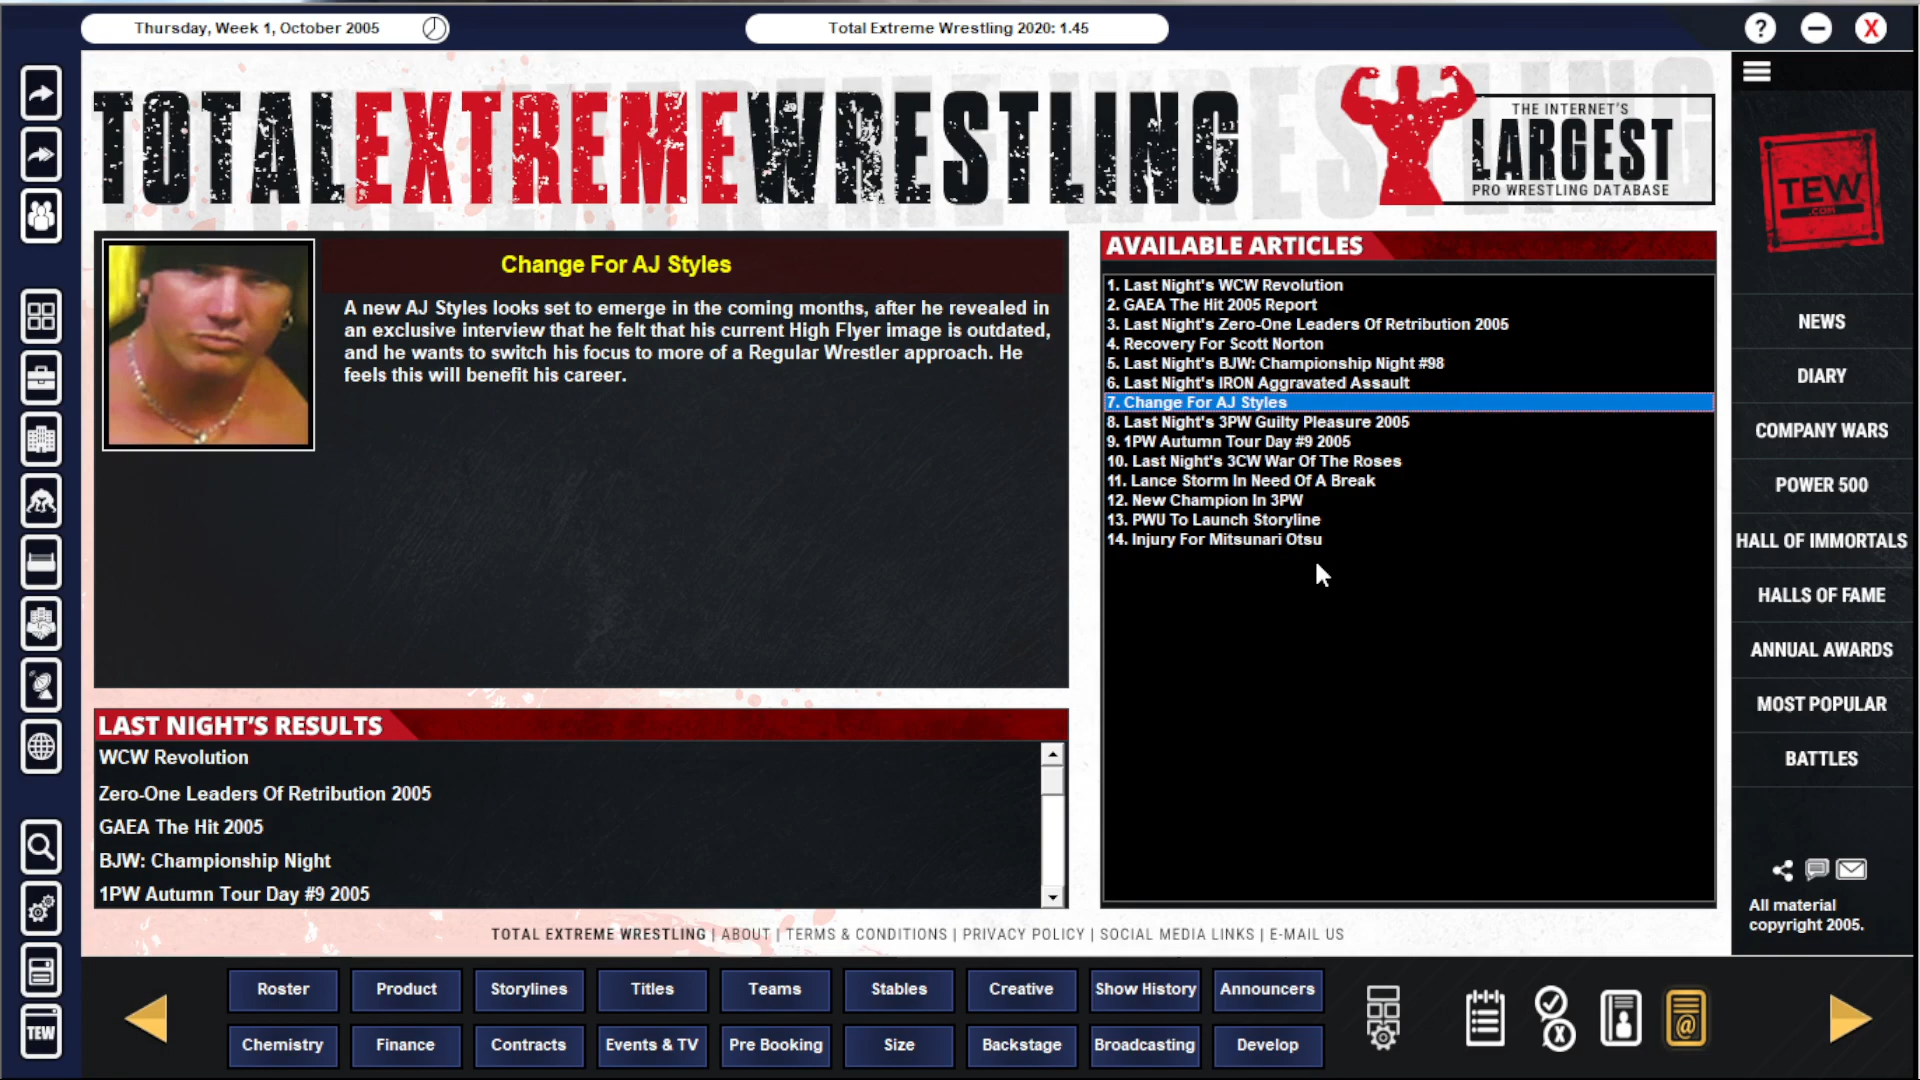 Thursday, Week 1, October 2005
Total Extreme Wrestling 2020: 1.45
? X
TOTALEXTREMEWRESTLING
THE INTERNET'S
LARGEST
PRO WRESTLING DATABASE
TEW
.COM
Change For AJ Styles
A new AJ Styles looks set to emerge in the coming months, after he revealed in
an exclusive interview that he felt that his current High Flyer image is outdated,
and he wants to switch his focus to more of a Regular Wrestler approach. He
feels this will benefit his career.
AVAILABLE ARTICLES
1. Last Night's WCW Revolution
2. GAEA The Hit 2005 Report
3. Last Night's Zero-One Leaders Of Retribution 2005
4. Recovery For Scott Norton
5. Last Night's BJW: Championship Night #98
6. Last Night's IRON Aggravated Assault
7. Change For AJ Styles
8. Last Night's 3PW Guilty Pleasure 2005
9. 1PW Autumn Tour Day #9 2005
10. Last Night's 3CW War Of The Roses
11. Lance Storm In Need Of A Break
12. New Champion In 3PW
13. PWU To Launch Storyline
14. Injury For Mitsunari Otsu
NEWS
DIARY
COMPANY WARS
POWER 500
HALL OF IMMORTALS
HALLS OF FAME
ANNUAL AWARDS
MOST POPULAR
BATTLES
All material
copyright 2005.
LAST NIGHT'S RESULTS
WCW Revolution
Zero-One Leaders Of Retribution 2005
GAEA The Hit 2005
BJW: Championship Night
1PW Autumn Tour Day #9 2005
TOTAL EXTREME WRESTLING | ABOUT | TERMS & CONDITIONS | PRIVACY POLICY | SOCIAL MEDIA LINKS | E-MAIL US
TEW
Roster Product Storylines Titles Teams Stables Creative Show History Announcers
Chemistry Finance Contracts Events & TV Pre Booking Size Backstage Broadcasting Develop